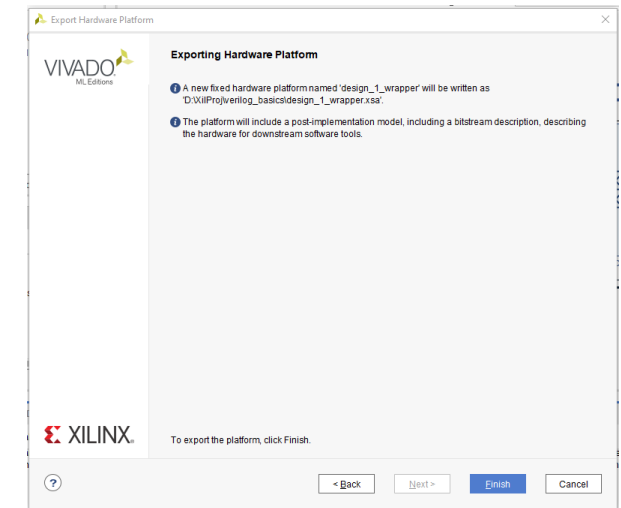 Export Hardware Platform
VIVADO.
ML Editions
Exporting Hardware Platform
A new fixed hardware platform named 'design_1_wrapper' will be written as
'D:\XilProj\verilog_basics\design_1_wrapper.xsa'.
The platform will include a post-implementation model, including a bitstream description, describing
the hardware for downstream software tools.
XILINX.
To export the platform, click Finish.
?
< Back
Next >
Finish
Cancel